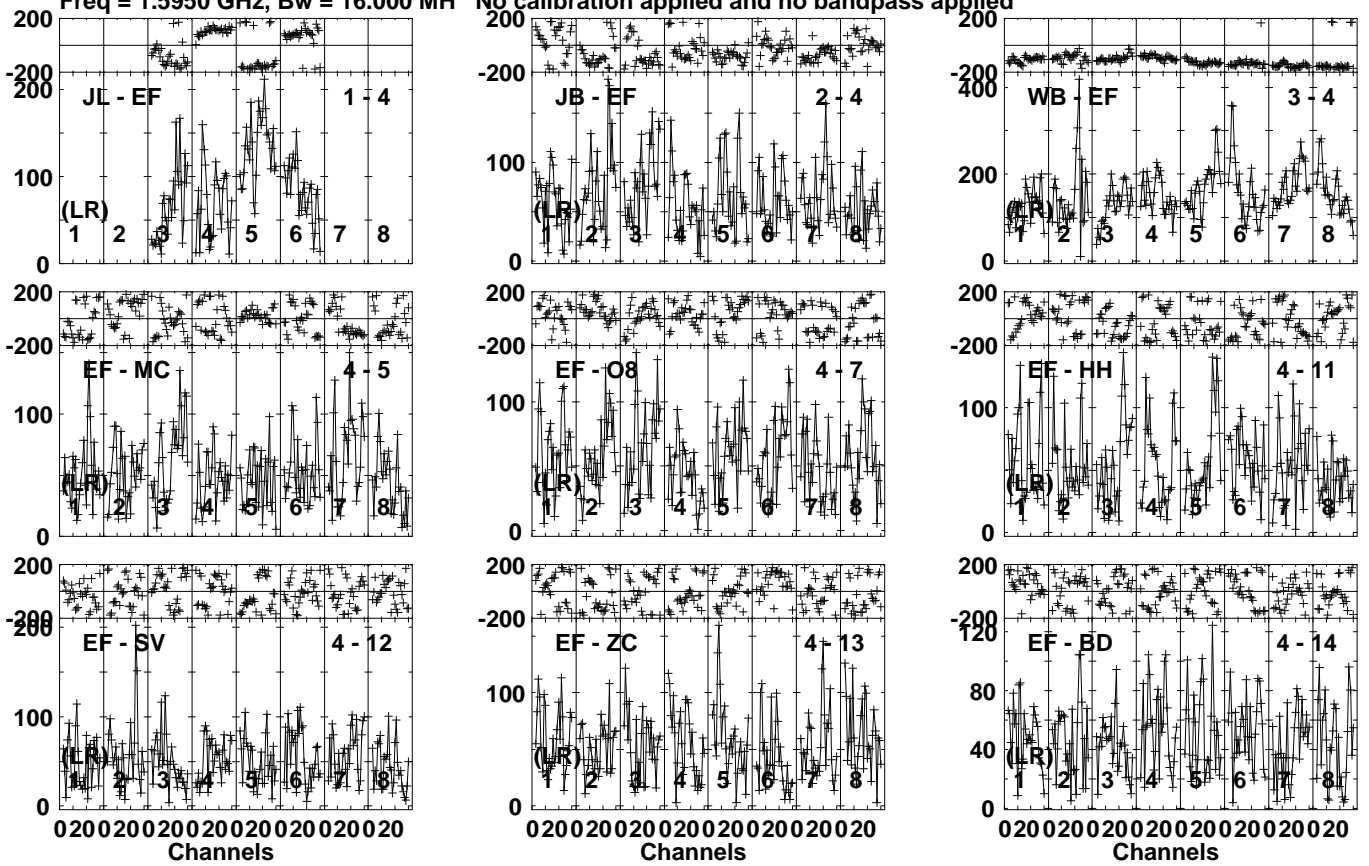 Freq = 1.5950 GHz, Bw = 16.000 MH No calibration applied and no bandpass applied
200
-200
200
JL - EF 1 - 4
100
(LR)
1 2 3 4 5 6 7 8
0
200
-200
JB - EF 2 - 4
100
(LR)
1 2 3 4 5 6 7 8
0
200
-200
400
WB - EF 3 - 4
200
(LR)
1 2 3 4 5 6 7 8
0
200
-200
EF - MC 4 - 5
100
(LR)
1 2 3 4 5 6 7 8
0
200
-200
EF - O8 4 - 7
100
(LR)
1 2 3 4 5 6 7 8
0
200
-200
EF - HH 4 - 11
100
(LR)
1 2 3 4 5 6 7 8
0
200
-200
200
EF - SV 4 - 12
100
(LR)
1 2 3 4 5 6 7 8
0
0 20 0 20 0 20 0 20 0 20 0 20 0 20 0 20
Channels
200
-200
EF - ZC 4 - 13
100
(LR)
1 2 3 4 5 6 7 8
0
0 20 0 20 0 20 0 20 0 20 0 20 0 20 0 20
Channels
200
-200
120
EF - BD 4 - 14
80
40
(LR)
1 2 3 4 5 6 7 8
0
0 20 0 20 0 20 0 20 0 20 0 20 0 20 0 20
Channels